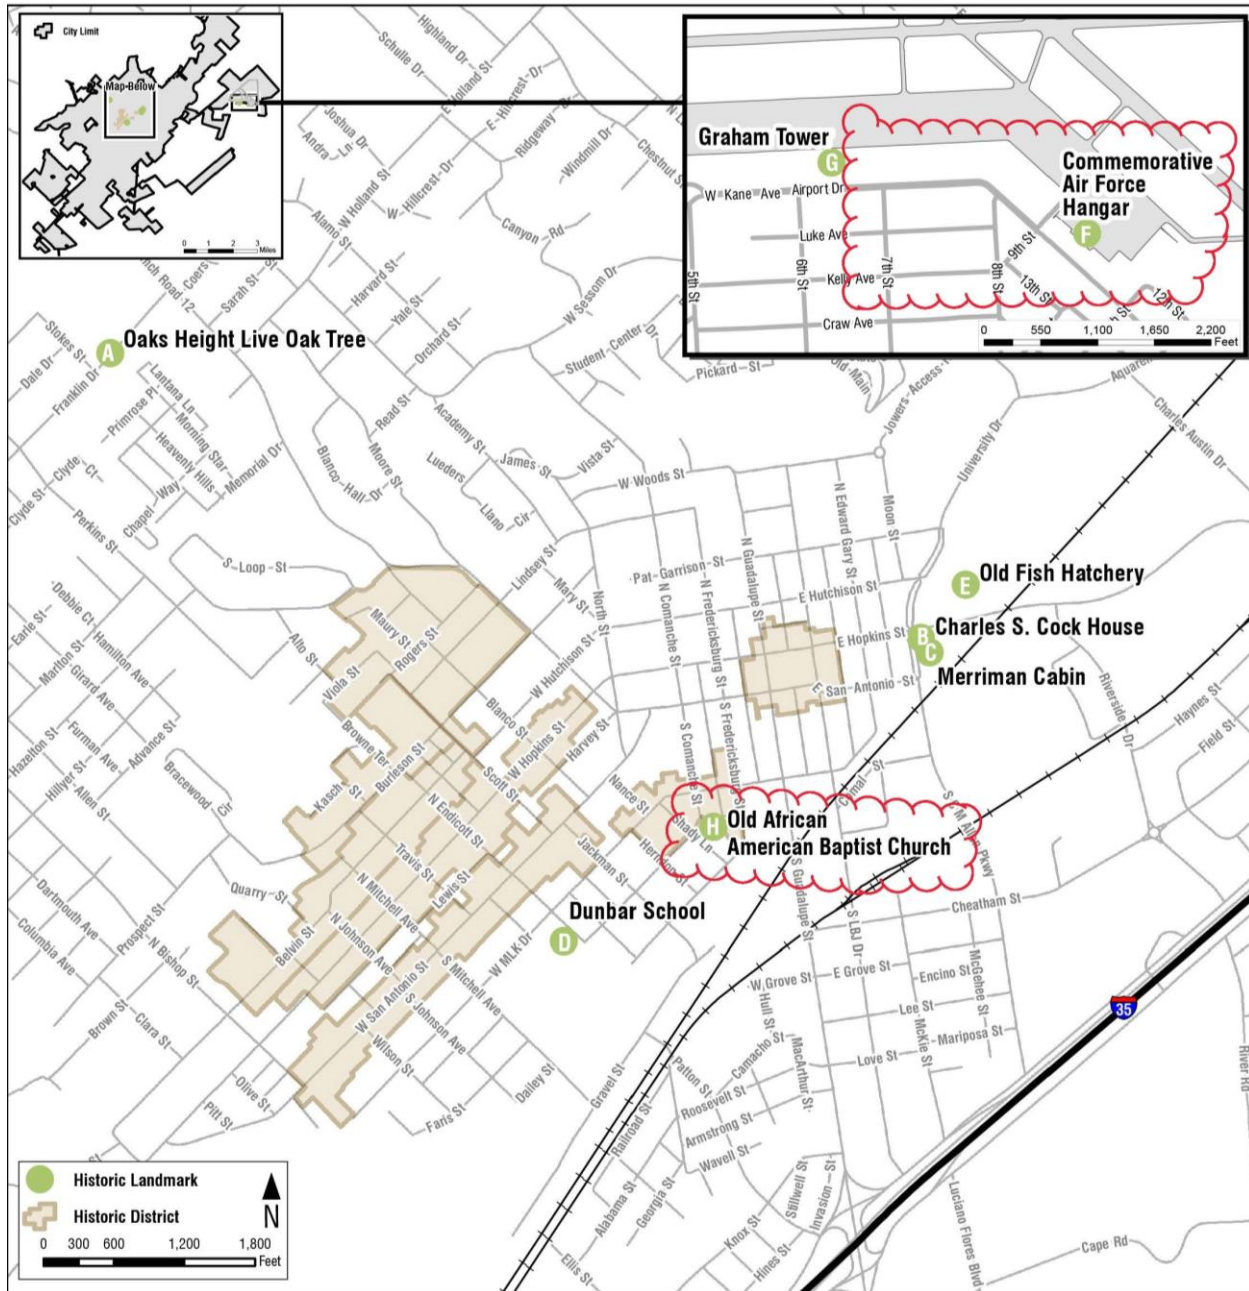 City Limit
Map Below
0 1 2 3
Miles
Graham Tower
G
Commemorative
Air Force
Hangar
F
W Kane Ave
Airport Dr
Luke Ave
Kelly Ave
Craw Ave
5th St
6th St
7th St
8th St
9th St
13th St
12th St
0 550 1,100 1,650 2,200
Feet
Highland Dr
Schulle Dr
E Holland St
E Hillcrest Dr
Joshua Dr
Andra Ln
W Holland St
Ridgeway
Windmill Dr
Chestnut St
W Hillcrest Dr
Alamo St
Canyon Rd
Coers
Sarah St
Harvard St
Yale St
W Sessom Dr
Orchard St
Student Center Dr
Pickard St
Old Main
Jowers Access
Charles Austin Dr
University Dr
A
Oaks Height Live Oak Tree
Stokes St
Dale Dr
Franklin Dr
Lantana Ln
Primrose Pl
Morning Star
Heavenly Hills
Memorial Dr
Chapel Way
Clyde Ct
Clyde St
Perkins St
Read St
Academy St
Moore St
Blanco Hall Dr
Lueders
James St
Vista St
Llano Cir
W Woods St
N Edward Gary St
Moon St
S Loop St
Lindsey St
Mary St
North St
N Comanche St
Pat Garrison St
N Fredericksburg St
N Guadalupe St
E Hutchison St
E
Old Fish Hatchery
E Hopkins St
B
Charles S. Cock House
C
Merriman Cabin
E San Antonio St
Debbie Ct
Earle St
Hamilton Ave
Marlton St
Girard Ave
Furman Ave
Advance St
Hazelton St
Hillyer St
Allen St
Bracewood Cir
Alto St
Maury St
Rogers St
Viola St
W Hutchison St
Blanco St
Browne Ter
Burleson St
Scott St
W Hopkins St
Harvey St
Kasch St
N Endicott St
Nance St
S Comanche St
S Fredericksburg St
Riverside Dr
Haynes St
Field St
H
Old African
American Baptist Church
Shady Ln
Jackman St
Travis St
Lewis St
N Mitchell Ave
Quarry St
Belvin St
N Johnson Ave
Dunbar School
D
W MLK Dr
S Mitchell Ave
W San Antonio St
S Johnson Ave
Wilson St
Dailey St
Faris St
Dartmouth Ave
Columbia Ave
Prospect St
N Bishop St
Brown St
Clara St
Olive St
Pitt St
S Guadalupe St
S LBJ Dr
Cheatham St
W Grove St
E Grove St
Encino St
McGehee St
Hull St
Lee St
McKie St
Mariposa St
Love St
Camacho St
MacArthur St
Patton St
Gravel St
Railroad St
Roosevelt St
Armstrong St
Wavell St
Alabama St
Georgia St
Ellis St
Stillwell St
Invasion St
Knox St
Hines St
35
Luciano Flores Blvd
Cape Rd
River Rd
Historic Landmark
Historic District
N
0 300 600 1,200 1,800
Feet